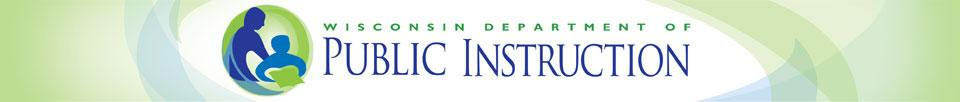 WISCONSIN DEPARTMENT OF
PUBLIC INSTRUCTION